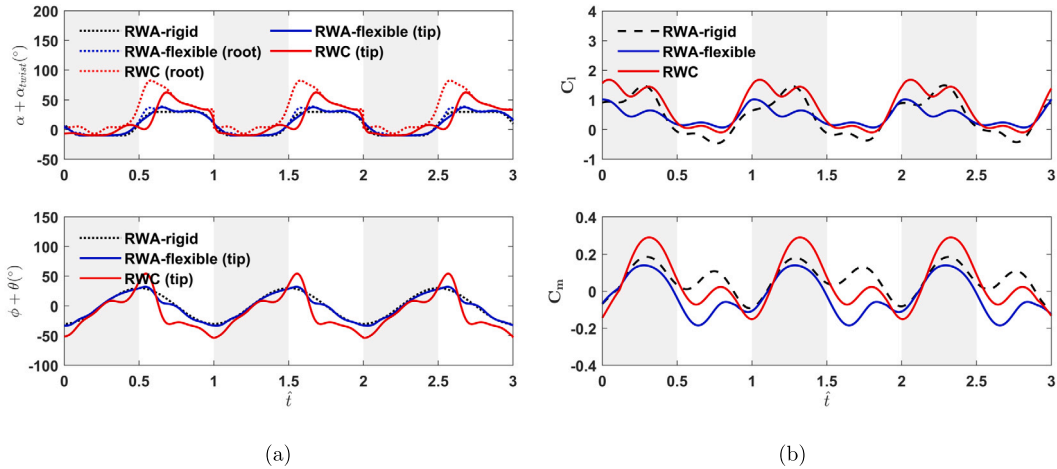 200
150
100
50
0
-50
α + α_twist(°)
RWA-rigid
RWA-flexible (root)
RWC (root)
RWA-flexible (tip)
RWC (tip)
0 0.5 1 1.5 2 2.5 3
150
100
50
0
-50
-100
ϕ + θ(°)
RWA-rigid
RWA-flexible (tip)
RWC (tip)
0 0.5 1 1.5 2 2.5 3
t̂
(a)
4
3
2
1
0
-1
C_l
RWA-rigid
RWA-flexible
RWC
0 0.5 1 1.5 2 2.5 3
0.4
0.2
0
-0.2
-0.4
C_m
0 0.5 1 1.5 2 2.5 3
t̂
(b)